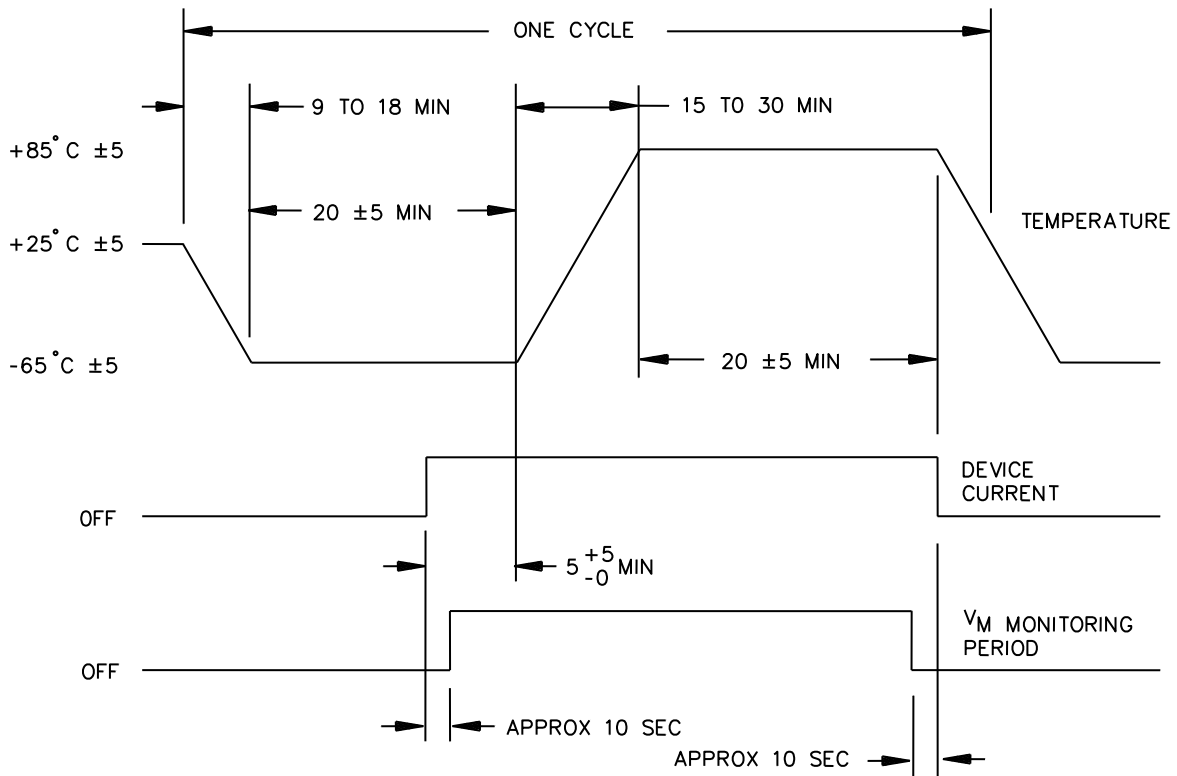 ONE CYCLE
9 TO 18 MIN
15 TO 30 MIN
+85°C ±5
20 ±5 MIN
TEMPERATURE
+25°C ±5
-65°C ±5
20 ±5 MIN
DEVICE
CURRENT
OFF
5 +5 -0 MIN
VM MONITORING
PERIOD
OFF
APPROX 10 SEC
APPROX 10 SEC